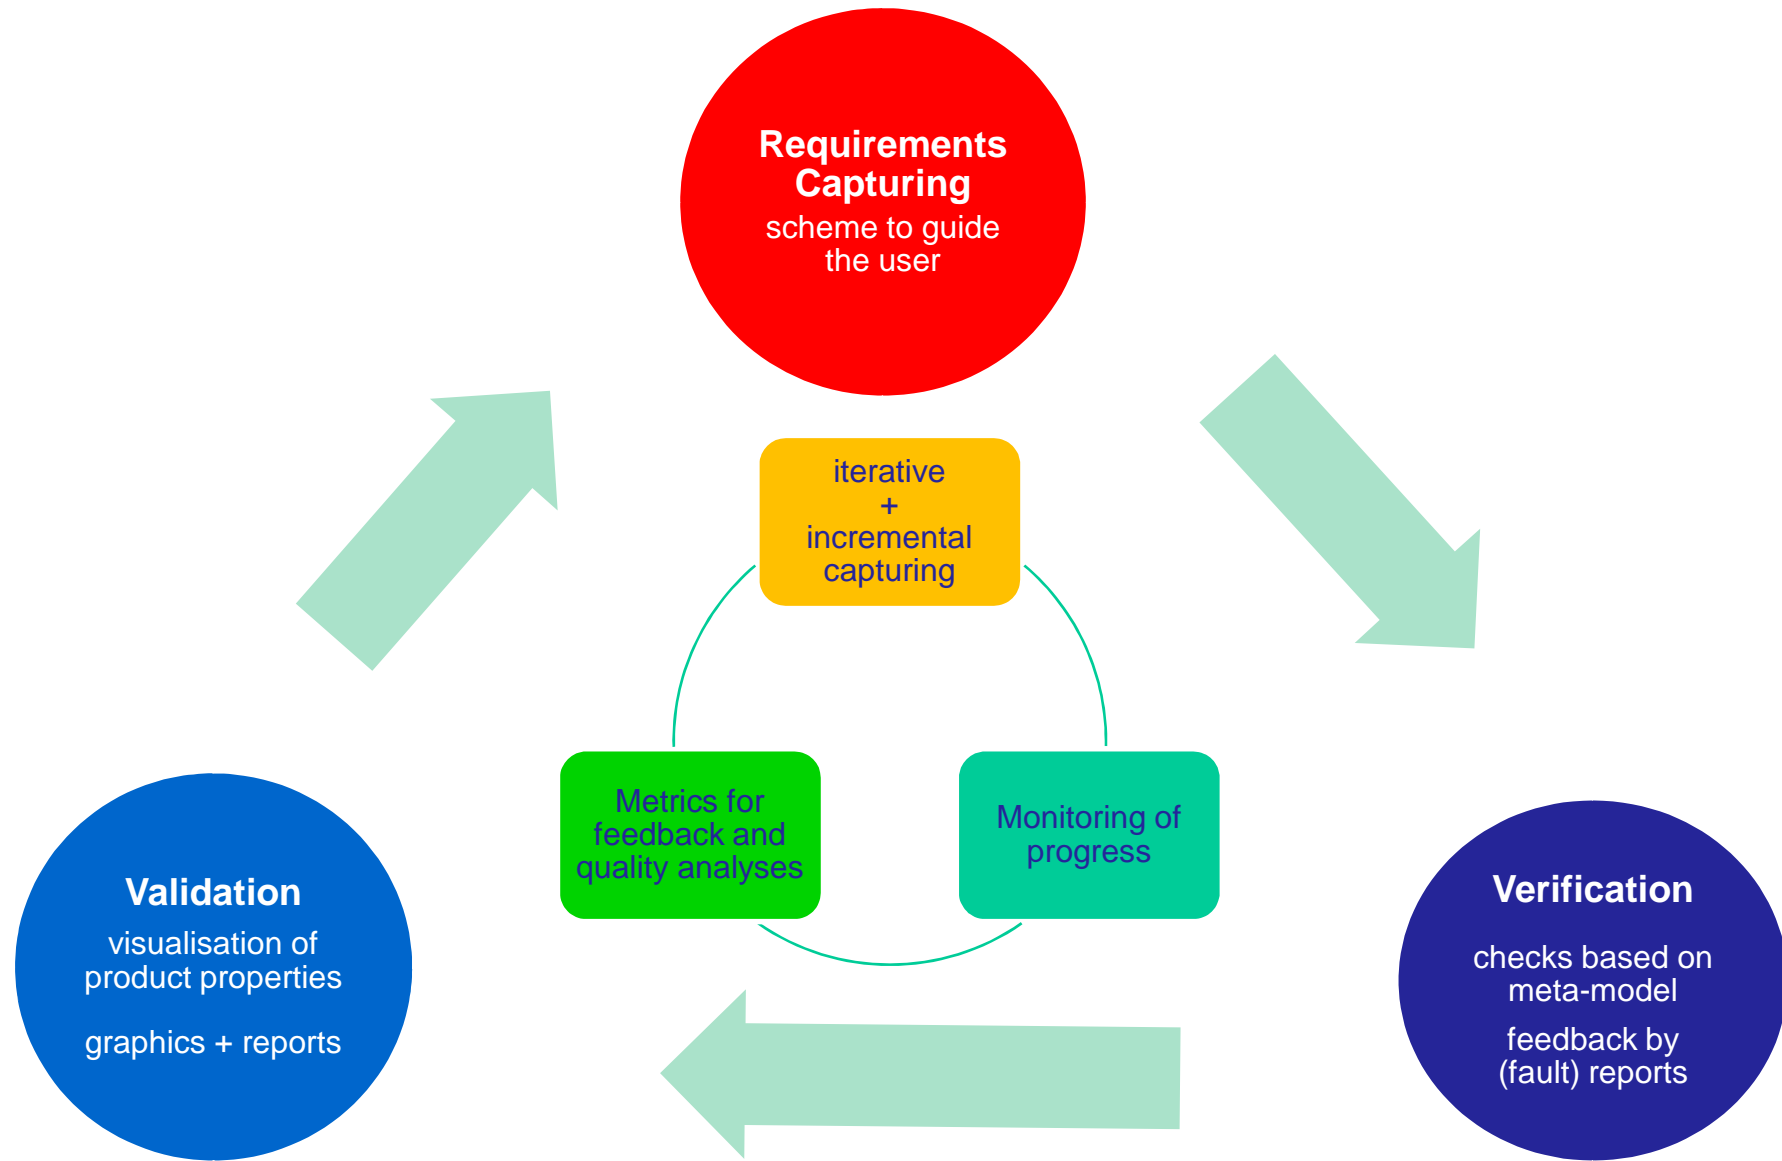 Requirements
Capturing
scheme to guide
the user
iterative
+
incremental
capturing
Metrics for
feedback and
quality analyses
Monitoring of
progress
Validation
visualisation of
product properties
graphics + reports
Verification
checks based on
meta-model
feedback by
(fault) reports